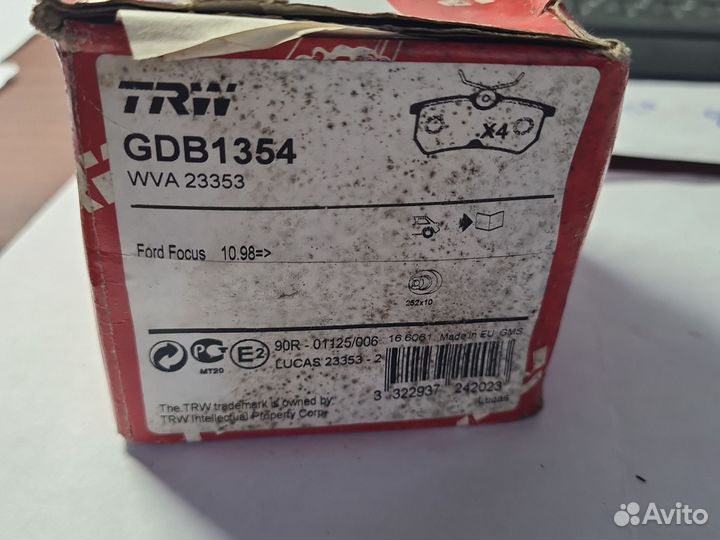 TRW
GDB1354
WVA 23353
X4
Ford Focus 10.98=>
252x10
90R - 01125/006 16.6061 Made in EU GMS
LUCAS 23353 - 2
PCT
MT20
E2
3 322937 242023
Lucas
The TRW trademark is owned by:
TRW Intellectual Property Corp
Avito